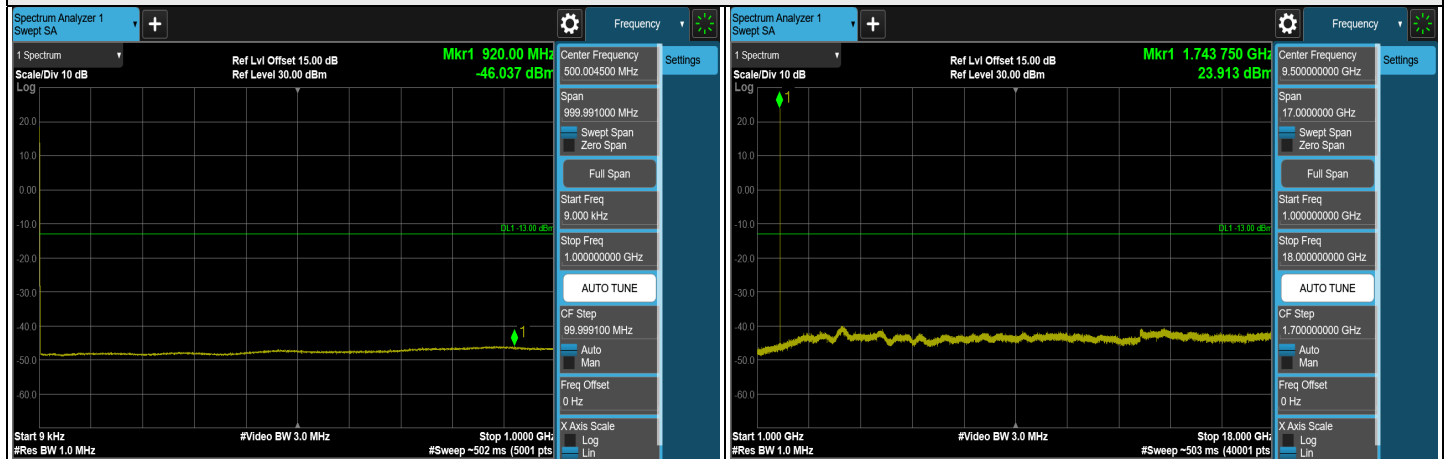 Spectrum Analyzer 1
Swept SA
+
Frequency
1 Spectrum
Scale/Div 10 dB
Log
Ref Lvl Offset 15.00 dB
Ref Level 30.00 dBm
Mkr1 920.00 MHz
-46.037 dBm
20.0
10.0
0.00
-10.0
-20.0
-30.0
-40.0
-50.0
-60.0
DL1 -13.00 dBm
1
Start 9 kHz
#Res BW 1.0 MHz
#Video BW 3.0 MHz
Stop 1.0000 GHz
#Sweep ~502 ms (5001 pts)
Center Frequency
500.004500 MHz
Settings
Span
999.991000 MHz
Swept Span
Zero Span
Full Span
Start Freq
9.000 kHz
Stop Freq
1.000000000 GHz
AUTO TUNE
CF Step
99.999100 MHz
Auto
Man
Freq Offset
0 Hz
X Axis Scale
Log
Lin
Spectrum Analyzer 1
Swept SA
+
Frequency
1 Spectrum
Scale/Div 10 dB
Log
Ref Lvl Offset 15.00 dB
Ref Level 30.00 dBm
Mkr1 1.743 750 GHz
23.913 dBm
1
20.0
10.0
0.00
-10.0
-20.0
-30.0
-40.0
-50.0
-60.0
DL1 -13.00 dBm
Start 1.000 GHz
#Res BW 1.0 MHz
#Video BW 3.0 MHz
Stop 18.000 GHz
#Sweep ~503 ms (40001 pts)
Center Frequency
9.500000000 GHz
Settings
Span
17.0000000 GHz
Swept Span
Zero Span
Full Span
Start Freq
1.000000000 GHz
Stop Freq
18.000000000 GHz
AUTO TUNE
CF Step
1.700000000 GHz
Auto
Man
Freq Offset
0 Hz
X Axis Scale
Log
Lin